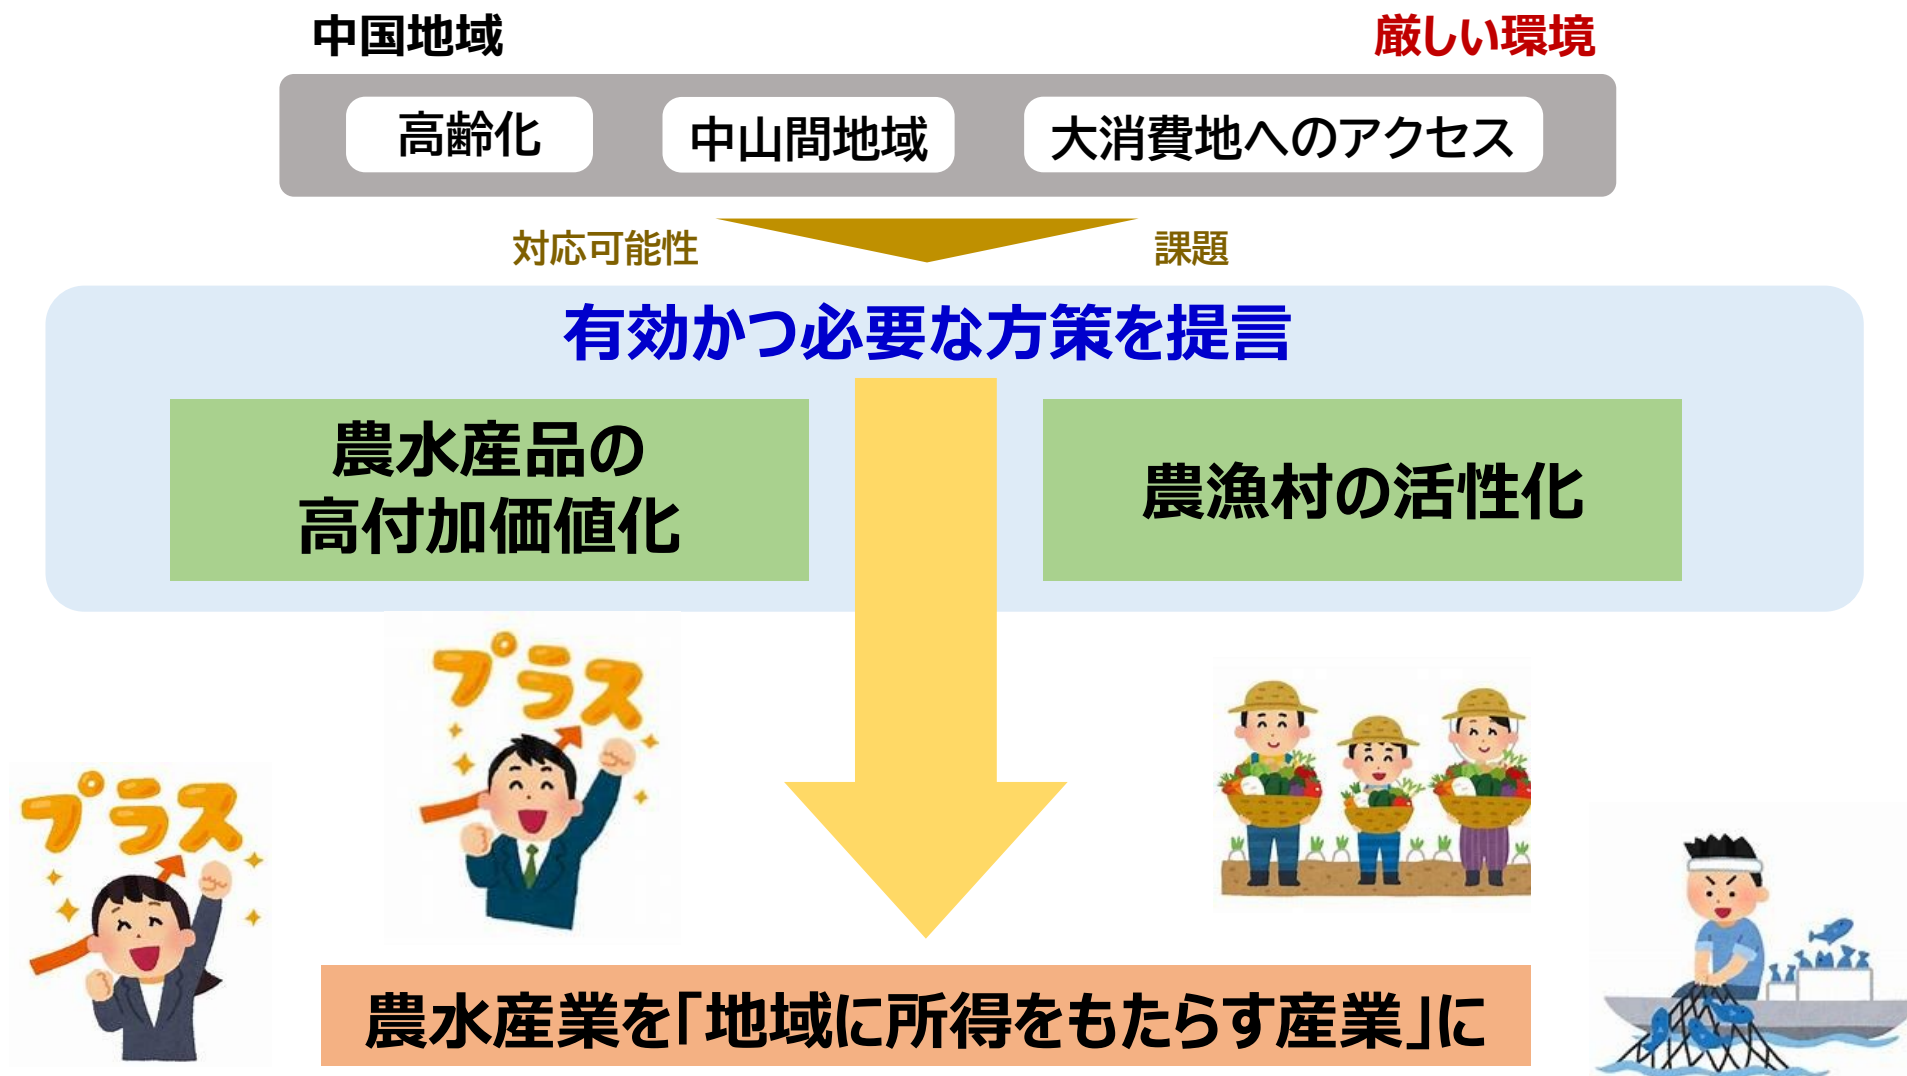 中国地域
厳しい環境
高齢化
中山間地域
大消費地へのアクセス
対応可能性
課題
有効かつ必要な方策を提言
農水産品の
高付加価値化
農漁村の活性化
プラス
プラス
農水産業を「地域に所得をもたらす産業」に